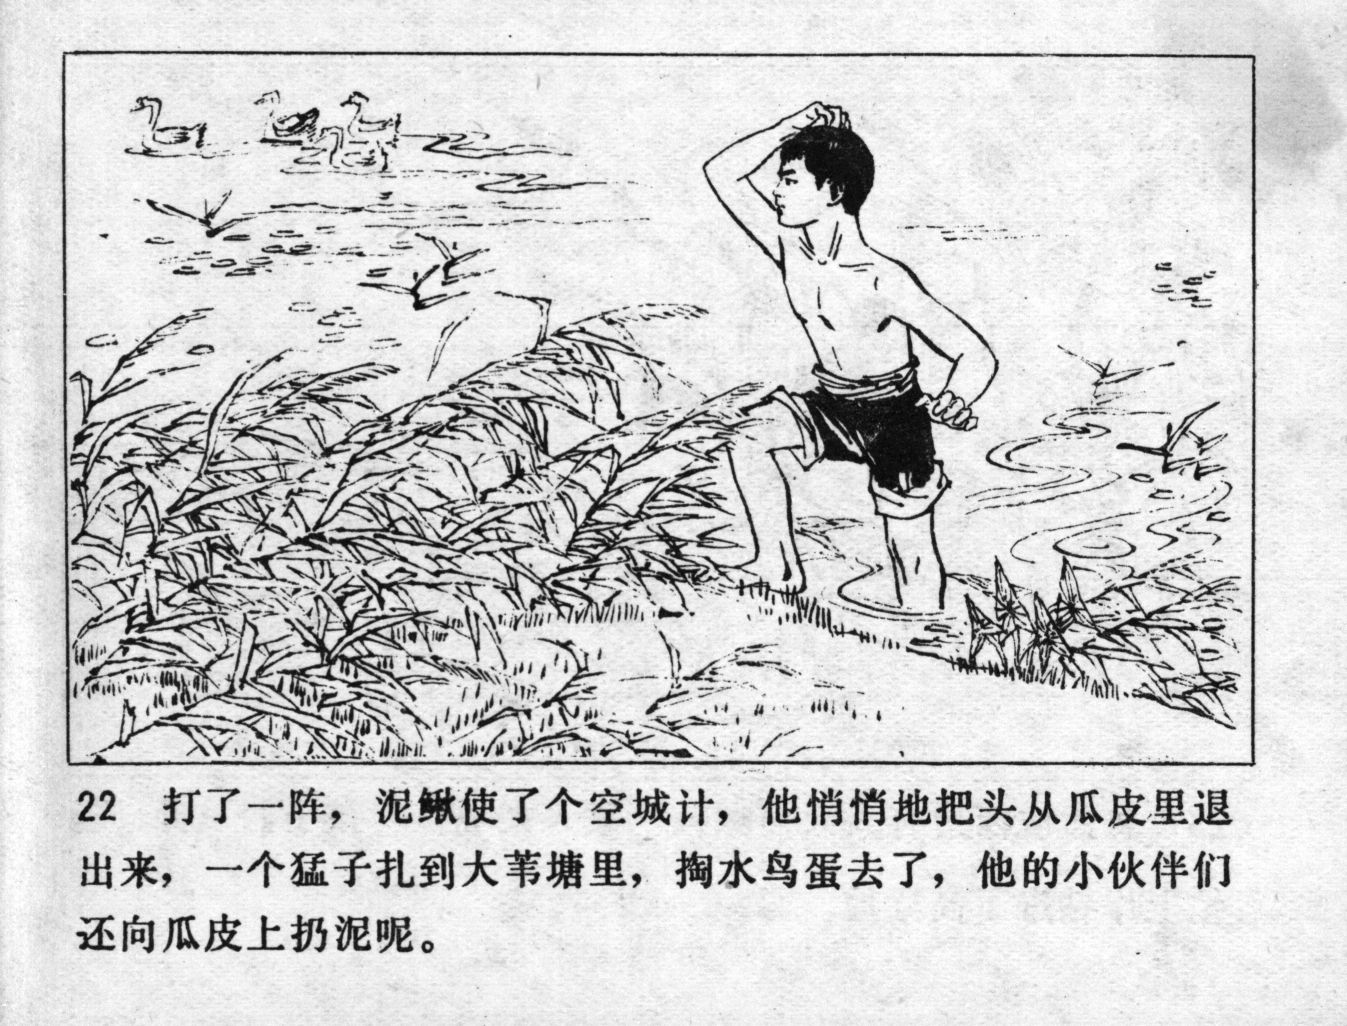 22 打了一阵，泥鳅使了个空城计，他悄悄地把头从瓜皮里退
出来，一个猛子扎到大苇塘里，掏水鸟蛋去了，他的小伙伴们
还向瓜皮上扔泥呢。